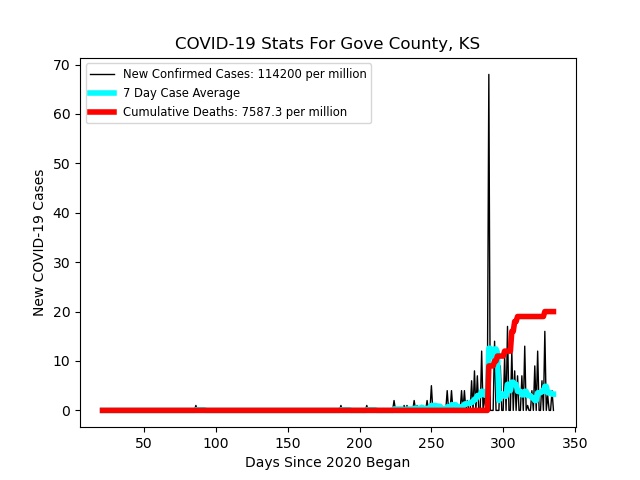 COVID-19 Stats For Gove County, KS
New Confirmed Cases: 114200 per million
7 Day Case Average
Cumulative Deaths: 7587.3 per million
New COVID-19 Cases
70
60
50
40
30
20
10
0
50 100 150 200 250 300 350
Days Since 2020 Began